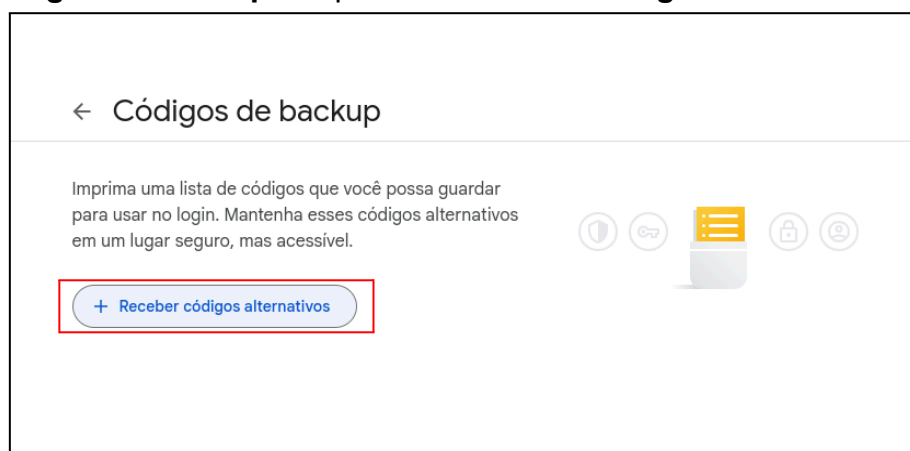 ← Códigos de backup
Imprima uma lista de códigos que você possa guardar
para usar no login. Mantenha esses códigos alternativos
em um lugar seguro, mas acessível.
+ Receber códigos alternativos